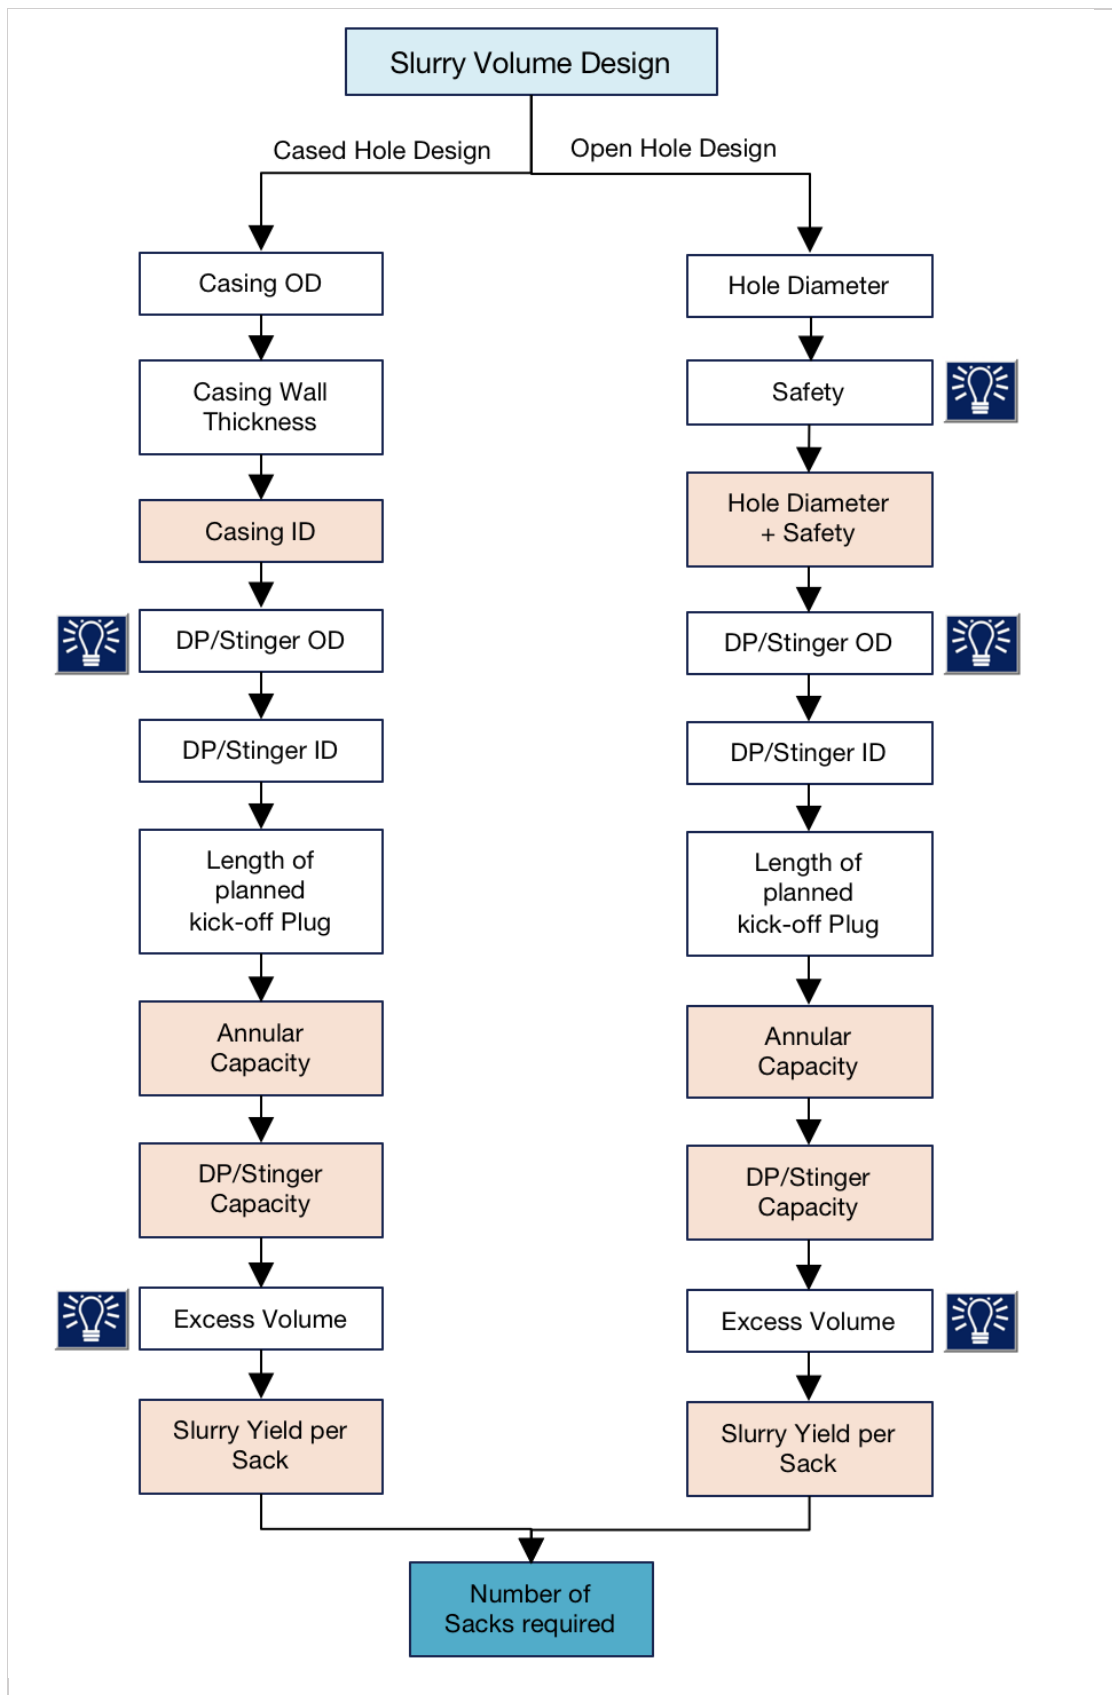 Slurry Volume Design
Cased Hole Design
Open Hole Design
Casing OD
Casing Wall
Thickness
Casing ID
DP/Stinger OD
DP/Stinger ID
Length of
planned
kick-off Plug
Annular
Capacity
DP/Stinger
Capacity
Excess Volume
Slurry Yield per
Sack
Hole Diameter
Safety
Hole Diameter
+ Safety
DP/Stinger OD
DP/Stinger ID
Length of
planned
kick-off Plug
Annular
Capacity
DP/Stinger
Capacity
Excess Volume
Slurry Yield per
Sack
Number of
Sacks required